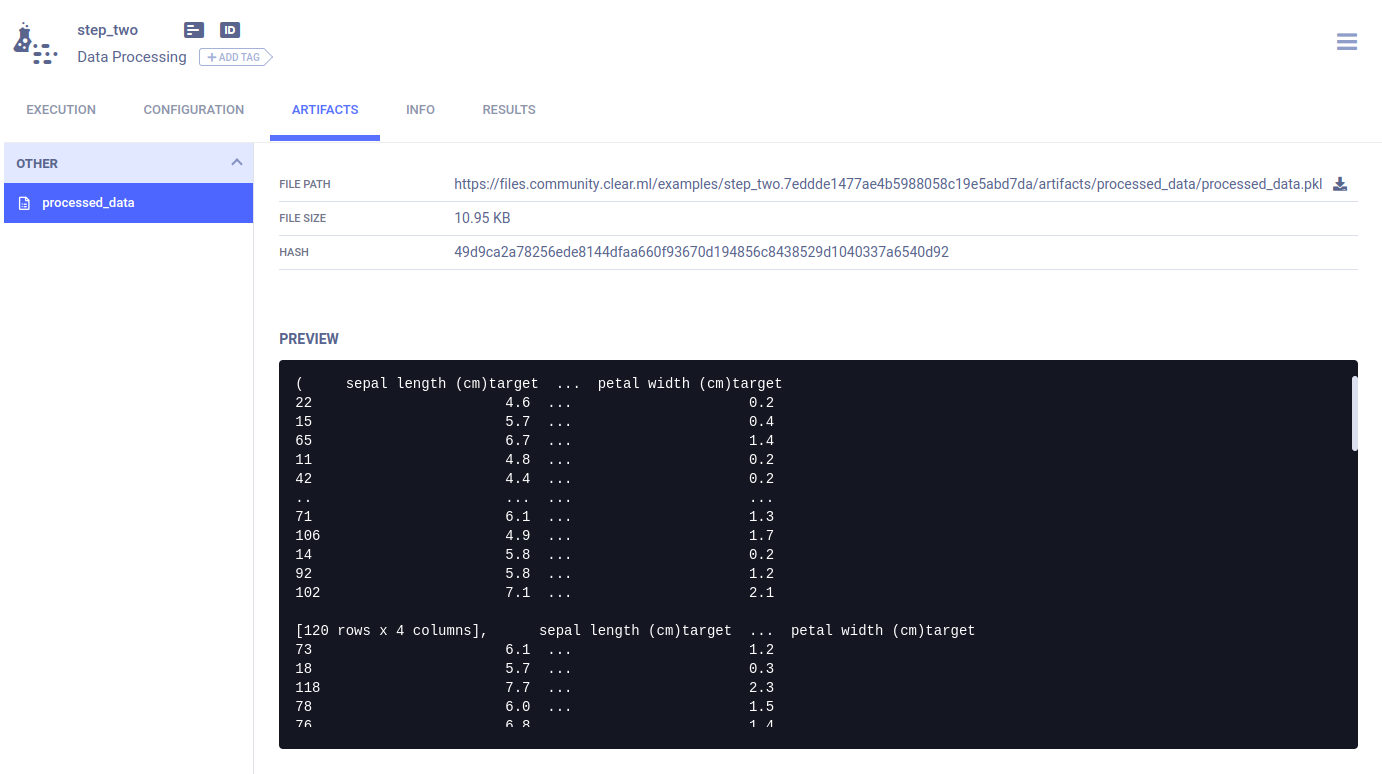 step_two ID
Data Processing + ADD TAG
EXECUTION CONFIGURATION ARTIFACTS INFO RESULTS
OTHER
processed_data
FILE PATH https://files.community.clear.ml/examples/step_two.7eddde1477ae4b5988058c19e5abd7da/artifacts/processed_data/processed_data.pkl
FILE SIZE 10.95 KB
HASH 49d9ca2a78256ede8144dfaa660f93670d194856c8438529d1040337a6540d92
PREVIEW
( sepal length (cm)target ... petal width (cm)target
22 4.6 ... 0.2
15 5.7 ... 0.4
65 6.7 ... 1.4
11 4.8 ... 0.2
42 4.4 ... 0.2
.. ... ... ...
71 6.1 ... 1.3
106 4.9 ... 1.7
14 5.8 ... 0.2
92 5.8 ... 1.2
102 7.1 ... 2.1
[120 rows x 4 columns], sepal length (cm)target ... petal width (cm)target
73 6.1 ... 1.2
18 5.7 ... 0.3
118 7.7 ... 2.3
78 6.0 ... 1.5
76 6.8 1.4